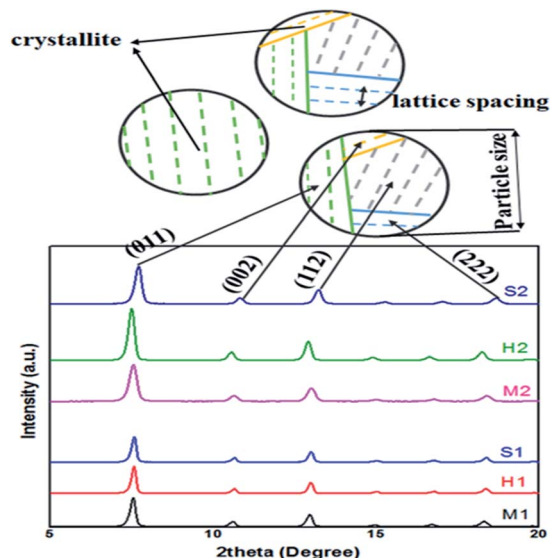 crystallite
lattice spacing
Particle size
(011)
(002)
(112)
(222)
S2
H2
M2
S1
H1
M1
Intensity (a.u.)
5
10
15
20
2theta (Degree)